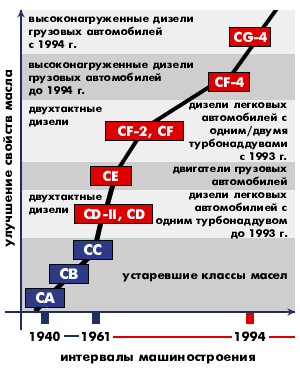 высоконагруженные дизели
грузовых автомобилей
с 1994 г.
CG-4
высоконагруженные дизели
грузовых автомобилей
до 1994 г.
CF-4
двухтактные
дизели
дизели легковых
автомобилей с
одним/двумя
турбонаддувами
с 1993 г.
CF-2, CF
двигатели грузовых
автомобилей
CE
двухтактные
дизели
дизели легковых
автомобилией с
одним турбонаддувом
до 1993 г.
CD-II, CD
CC
CB
CA
устаревшие классы масел
улучшение свойств масла
1940
1961
1994
интервалы машиностроения